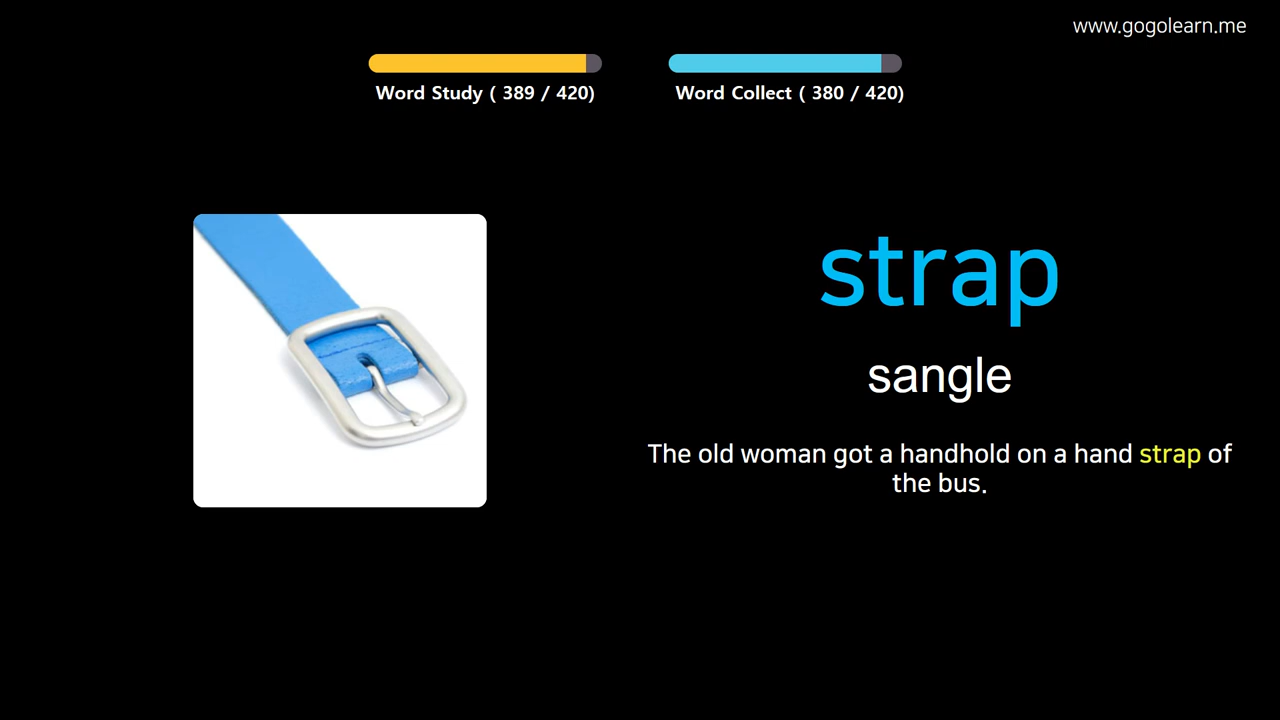 www.gogolearn.me
Word Study ( 389 / 420)
Word Collect ( 380 / 420)
strap
sangle
The old woman got a handhold on a hand strap of
the bus.